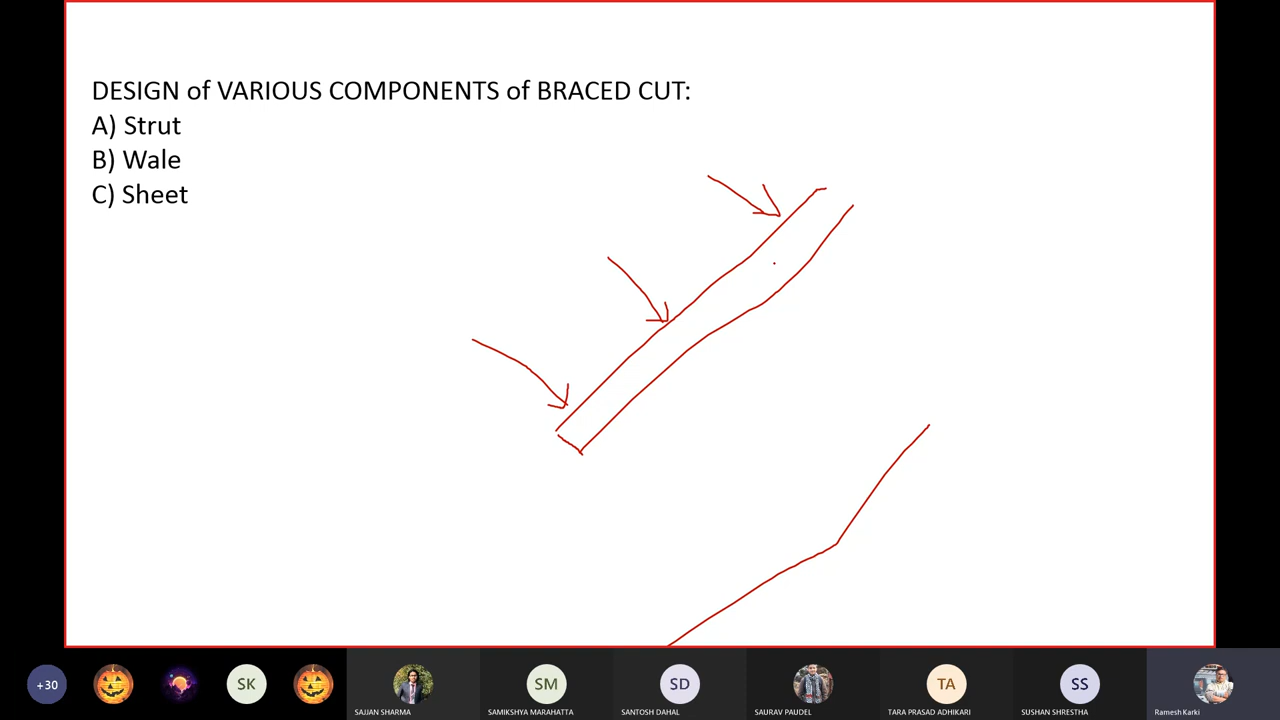 DESIGN of VARIOUS COMPONENTS of BRACED CUT:
A) Strut
B) Wale
C) Sheet
+30
SK
SM
SD
TA
SS
SAJJAN SHARMA
SAMIKSHYA MARAHATTA
SANTOSH DAHAL
SAURAV PAUDEL
TARA PRASAD ADHIKARI
SUSHAN SHRESTHA
Ramesh Karki